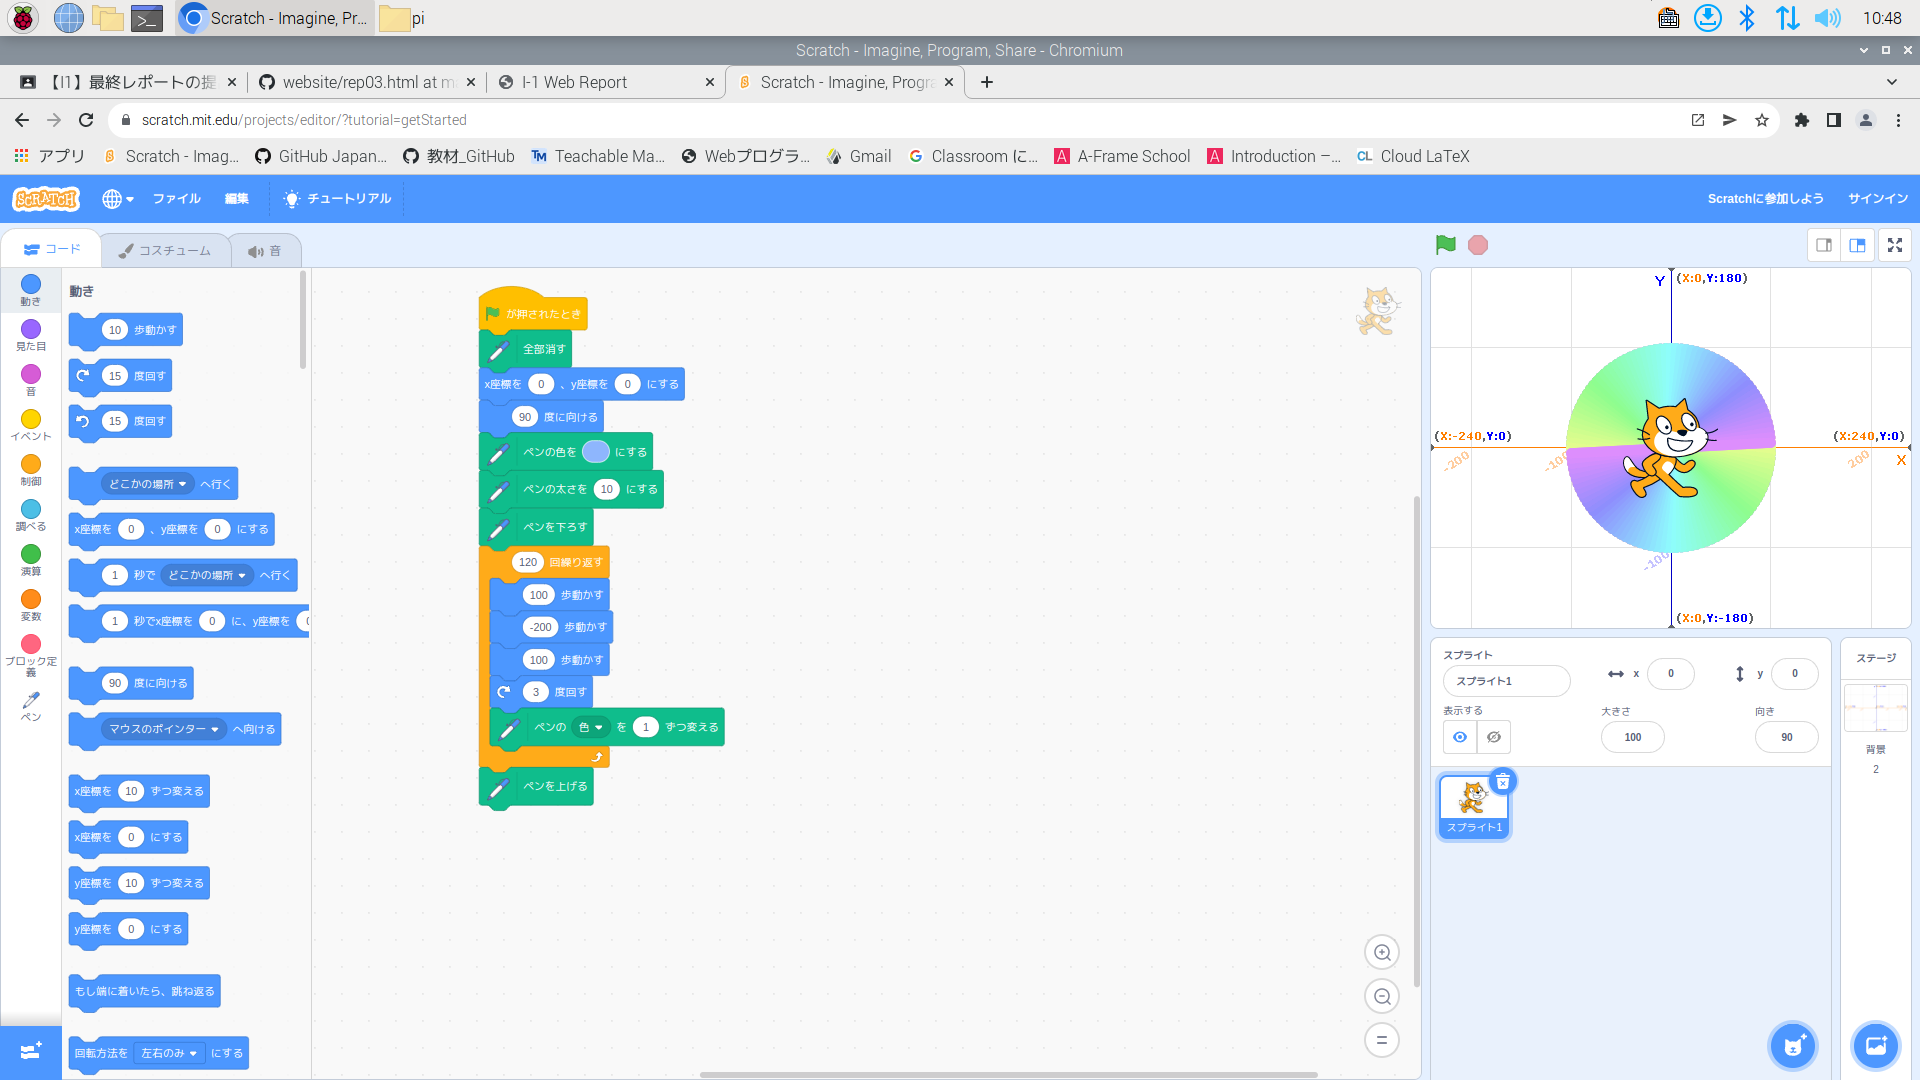 Scratch - Imagine, Pr...
pi
10:48
Scratch - Imagine, Program, Share - Chromium
【I1】最終レポートの提
website/rep03.html at m
I-1 Web Report
Scratch - Imagine, Progra
scratch.mit.edu/projects/editor/?tutorial=getStarted
アプリ
Scratch - Imag...
GitHub Japan...
教材_GitHub
Teachable Ma...
Webプログラ...
Gmail
Classroom に...
A-Frame School
Introduction –...
Cloud LaTeX
SCRATCH
ファイル
編集
チュートリアル
Scratchに参加しよう
サインイン
コード
コスチューム
音
動き
見た目
音
イベント
制御
調べる
演算
変数
ブロック定義
ペン
動き
10 歩動かす
15 度回す
15 度回す
どこかの場所 へ行く
x座標を 0 、y座標を 0 にする
1 秒で どこかの場所 へ行く
1 秒でx座標を 0 に、y座標を
90 度に向ける
マウスのポインター へ向ける
x座標を 10 ずつ変える
x座標を 0 にする
y座標を 10 ずつ変える
y座標を 0 にする
もし端に着いたら、跳ね返る
回転方法を 左右のみ にする
が押されたとき
全部消す
x座標を 0 、y座標を 0 にする
90 度に向ける
ペンの色を にする
ペンの太さを 10 にする
ペンを下ろす
120 回繰り返す
100 歩動かす
-200 歩動かす
100 歩動かす
3 度回す
ペンの 色 を 1 ずつ変える
ペンを上げる
Y
(X:0,Y:180)
(X:-240,Y:0)
(X:240,Y:0)
-200
-100
200
X
-100
(X:0,Y:-180)
スプライト
スプライト1
x 0
y 0
表示する
大きさ
100
向き
90
スプライト1
ステージ
背景
2